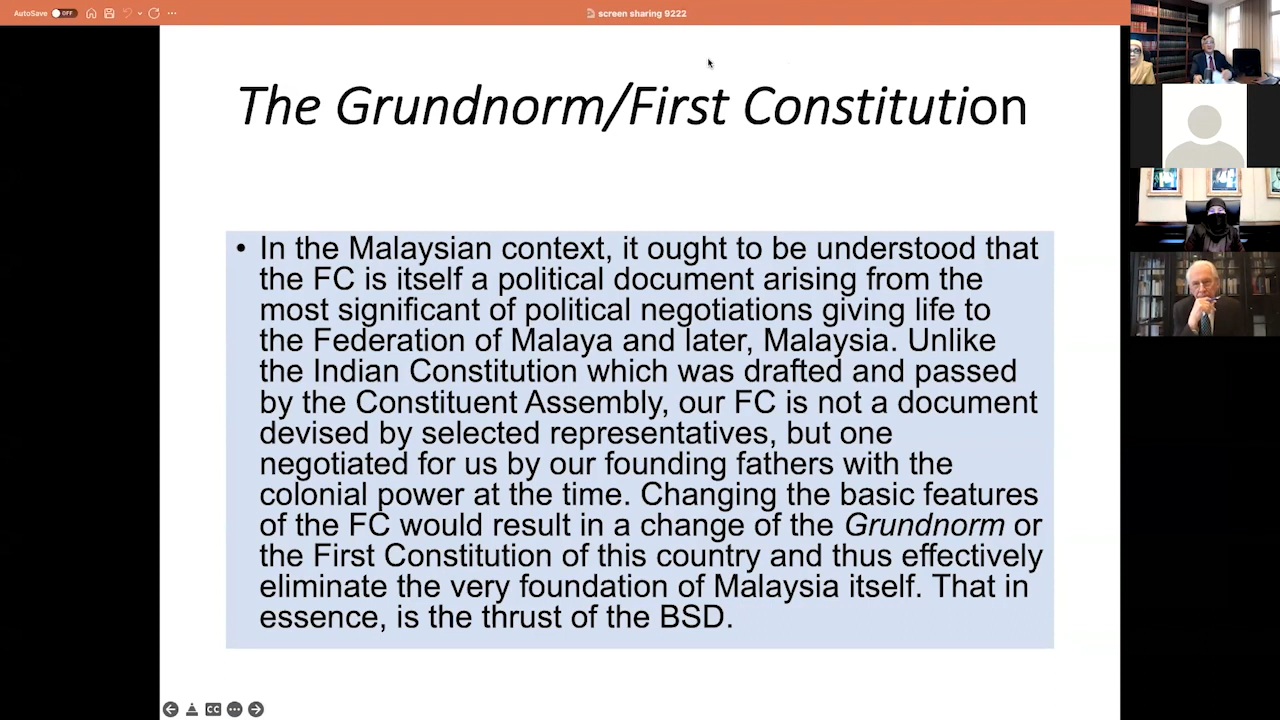 AutoSave OFF
screen sharing 9222
The Grundnorm/First Constitution
• In the Malaysian context, it ought to be understood that
the FC is itself a political document arising from the
most significant of political negotiations giving life to
the Federation of Malaya and later, Malaysia. Unlike
the Indian Constitution which was drafted and passed
by the Constituent Assembly, our FC is not a document
devised by selected representatives, but one
negotiated for us by our founding fathers with the
colonial power at the time. Changing the basic features
of the FC would result in a change of the Grundnorm or
the First Constitution of this country and thus effectively
eliminate the very foundation of Malaysia itself. That in
essence, is the thrust of the BSD.
CC